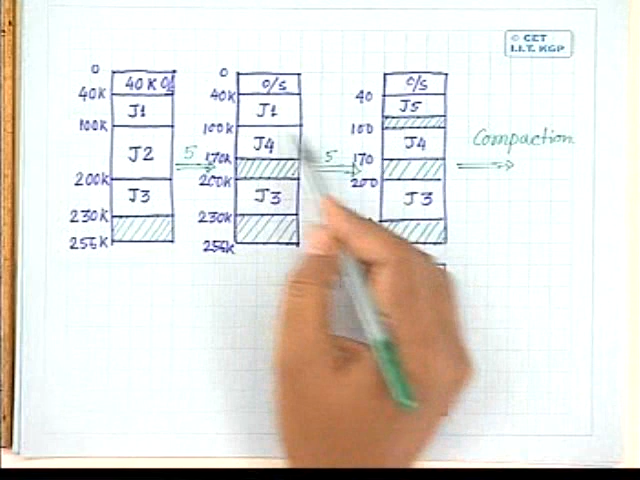 © CET
I.I.T. KGP
0
40 K O/S
40K
J1
100K
J2
200K
J3
230K
256K
5
0
O/S
40K
J1
100K
J4
170K
200K
J3
230K
256K
5
O/S
40
J5
100
J4
170
200
J3
Compaction